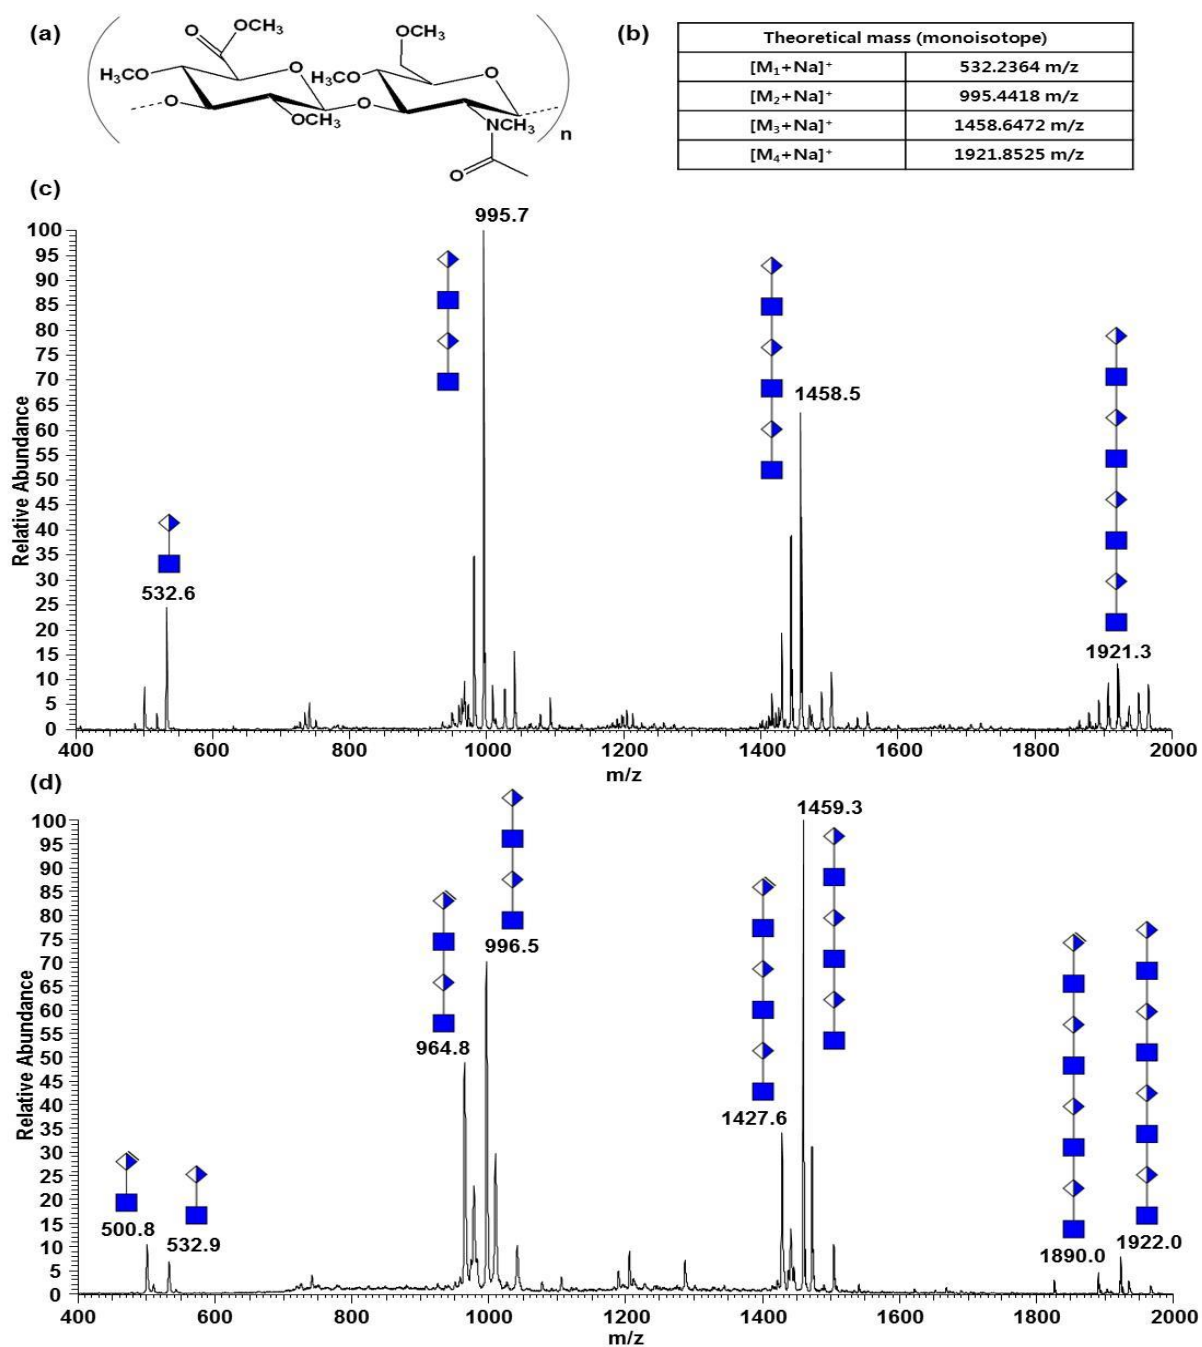 (a)
OCH3
O
OCH3
H3CO
O
H3CO
O
O
O
OCH3
NCH3
O
n
(b)
Theoretical mass (monoisotope)
[M1+Na]+ 532.2364 m/z
[M2+Na]+ 995.4418 m/z
[M3+Na]+ 1458.6472 m/z
[M4+Na]+ 1921.8525 m/z
(c)
Relative Abundance
100
95
90
85
80
75
70
65
60
55
50
45
40
35
30
25
20
15
10
5
0
532.6
995.7
1458.5
1921.3
400 600 800 1000 1200 1400 1600 1800 2000
m/z
(d)
Relative Abundance
100
95
90
85
80
75
70
65
60
55
50
45
40
35
30
25
20
15
10
5
0
500.8
532.9
964.8
996.5
1427.6
1459.3
1890.0
1922.0
400 600 800 1000 1200 1400 1600 1800 2000
m/z